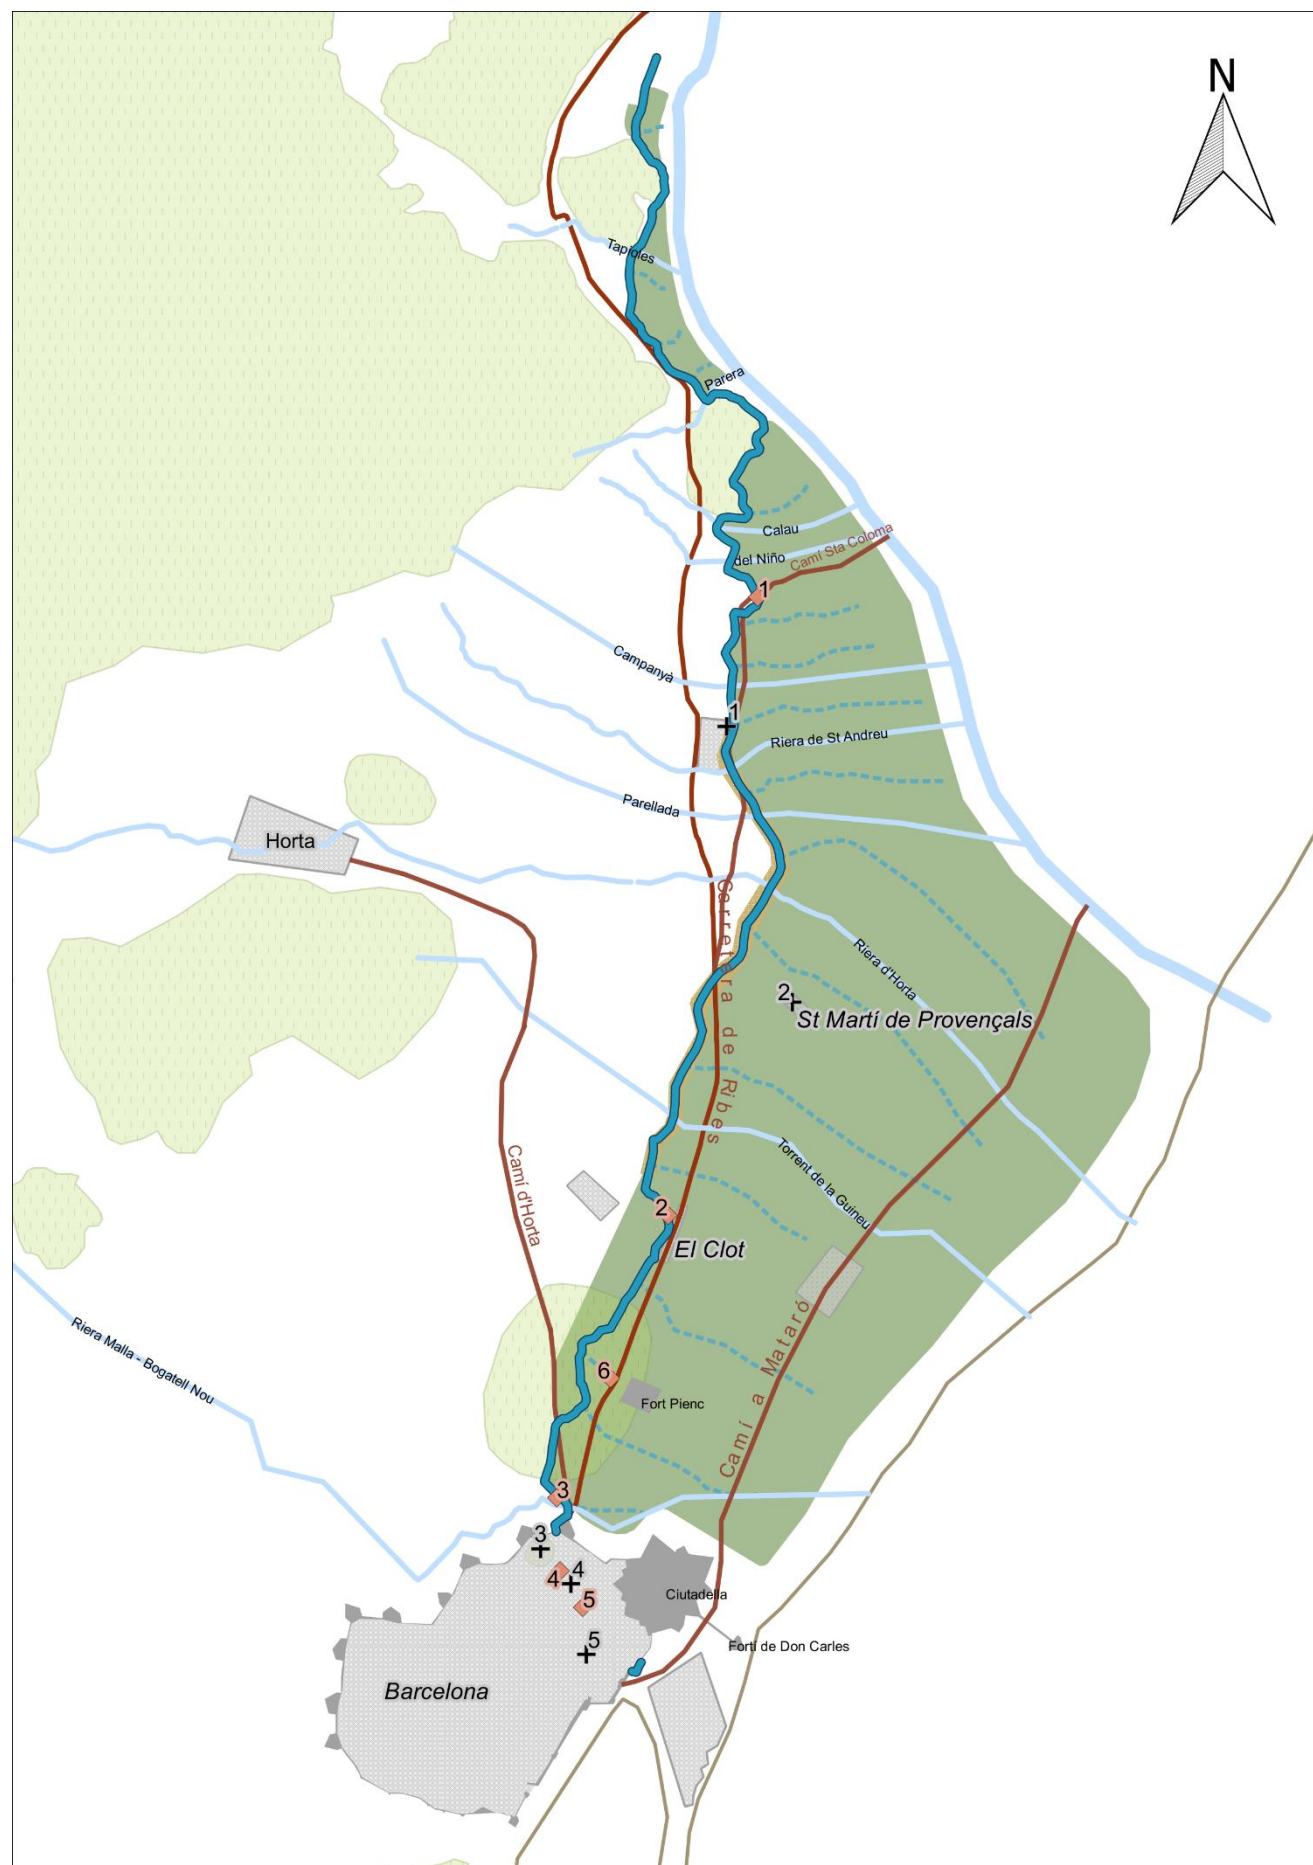 N
Tapioles
Parera
Calau
del Niño
Camí Sta Coloma
1
Campanyà
1
Riera de St Andreu
Parellada
Horta
Carretera de Ribes
Riera d'Horta
2
St Martí de Provençals
Torrent de la Guineu
Camí d'Horta
2
El Clot
Riera Malla - Bogatell Nou
Camí a Mataró
6
Fort Pienc
3
3
4
4
5
Ciutadella
5
Fortí de Don Carles
Barcelona